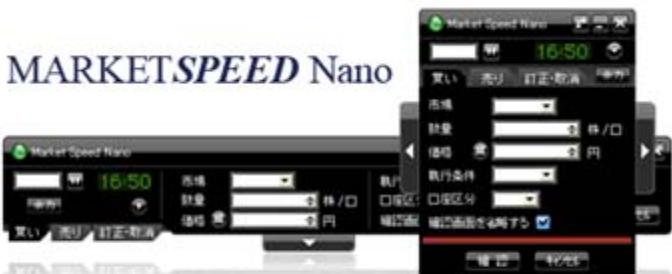 MARKETSPEED Nano
Market Speed Nano
16:50
買い 売り 訂正・取消
市場
数量 株/口
価格 円
執行条件
口座区分
確認画面を省略する
確認 キャンセル
Market Speed Nano
16:50
余力
市場
数量 株/口
価格 円
買い 売り 訂正・取消